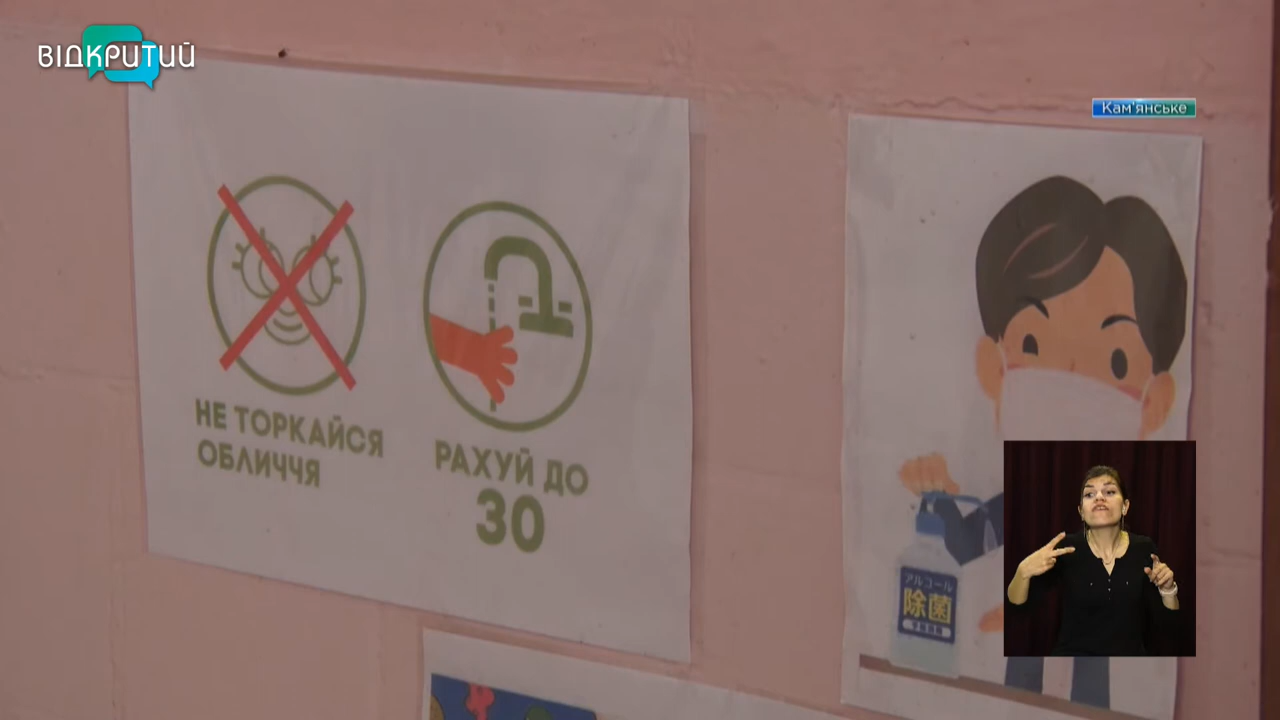 ВІДКРИТИЙ
Кам'янське
НЕ ТОРКАЙСЯ
ОБЛИЧЧЯ
РАХУЙ ДО
30
アルコール
除菌